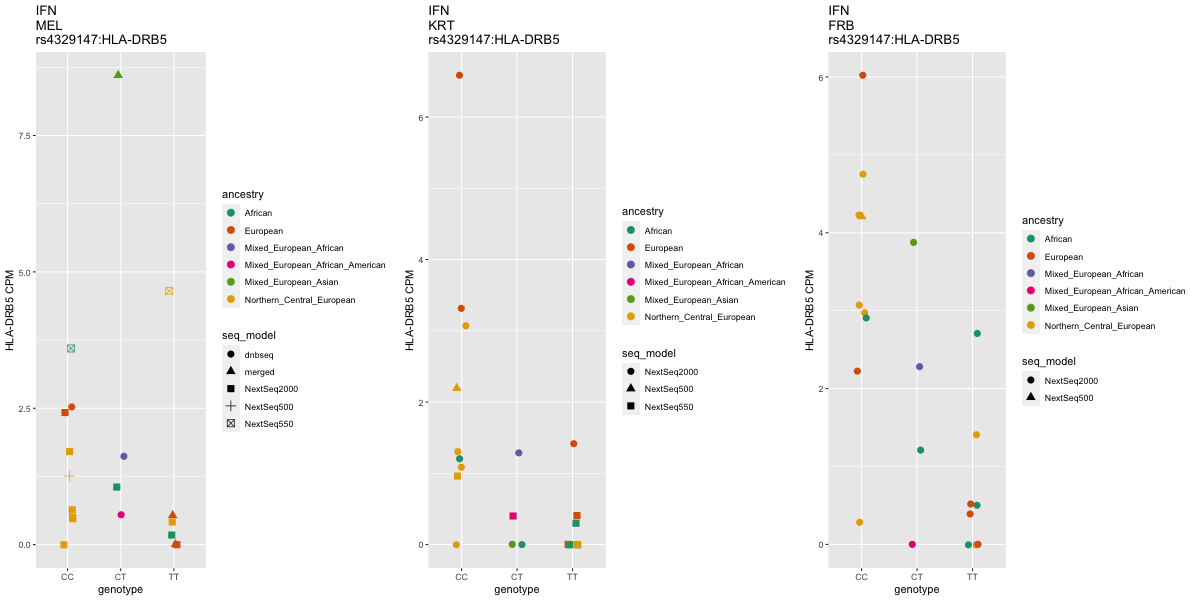 IFN
MEL
rs4329147:HLA-DRB5
HLA-DRB5 CPM
7.5
5.0
2.5
0.0
CC
CT
TT
genotype
ancestry
African
European
Mixed_European_African
Mixed_European_African_American
Mixed_European_Asian
Northern_Central_European
seq_model
dnbseq
merged
NextSeq2000
NextSeq500
NextSeq550
IFN
KRT
rs4329147:HLA-DRB5
HLA-DRB5 CPM
6
4
2
0
CC
CT
TT
genotype
ancestry
African
European
Mixed_European_African
Mixed_European_African_American
Mixed_European_Asian
Northern_Central_European
seq_model
NextSeq2000
NextSeq500
NextSeq550
IFN
FRB
rs4329147:HLA-DRB5
HLA-DRB5 CPM
6
4
2
0
CC
CT
TT
genotype
ancestry
African
European
Mixed_European_African
Mixed_European_African_American
Mixed_European_Asian
Northern_Central_European
seq_model
NextSeq2000
NextSeq500